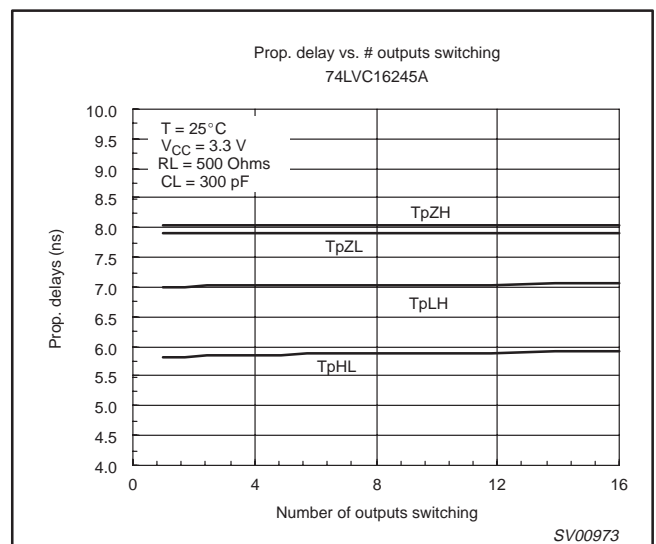 Prop. delay vs. # outputs switching
74LVC16245A
T = 25°C
VCC = 3.3 V
RL = 500 Ohms
CL = 300 pF
Prop. delays (ns)
10.0
9.5
9.0
8.5
8.0
7.5
7.0
6.5
6.0
5.5
5.0
4.5
4.0
TpZH
TpZL
TpLH
TpHL
0
4
8
12
16
Number of outputs switching
SV00973